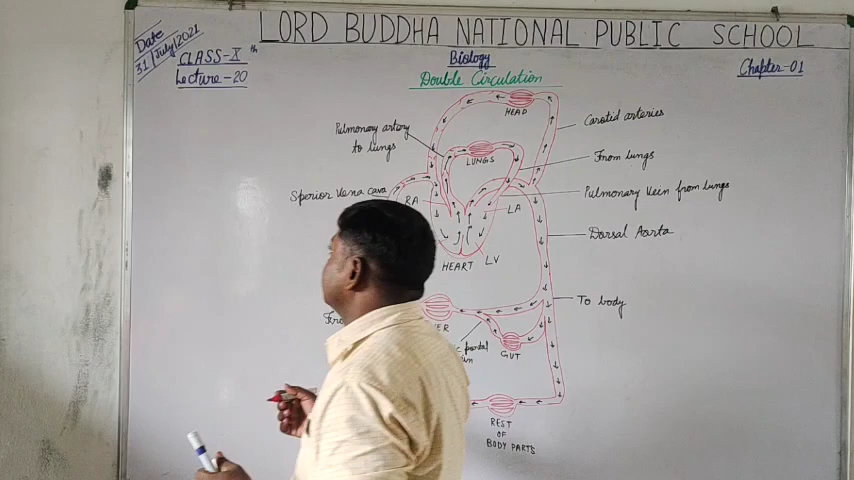 LORD BUDDHA NATIONAL PUBLIC SCHOOL
Date
31/July/2021
CLASS-X th
Lecture-20
Biology
Double Circulation
Chapter-01
HEAD
Carotid arteries
Pulmonary artery
to lungs
LUNGS
From lungs
Sperior Vena cava
RA
LA
Pulmonary Vein from lungs
Dorsal Aorta
HEART
LV
To body
GUT
REST
OF
BODY PARTS